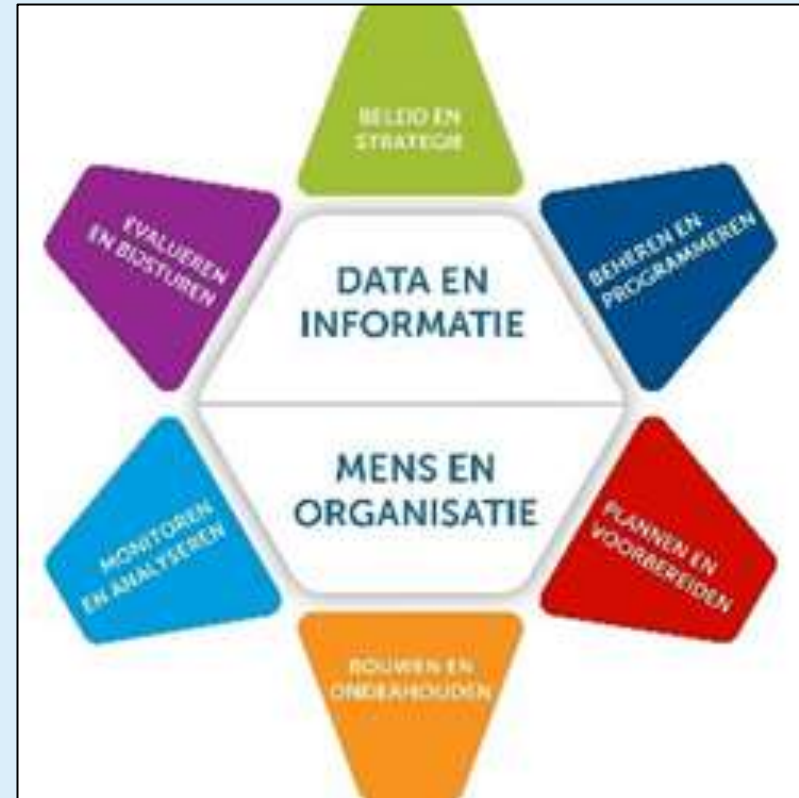 BELEID EN
STRATEGIE
BEHEREN EN
PROGRAMMEREN
PLANNEN EN
VOORBEREIDEN
BOUWEN EN
ONDERHOUDEN
MONITOREN
EN ANALYSEREN
EVALUEREN
EN BIJSTUREN
DATA EN
INFORMATIE
MENS EN
ORGANISATIE